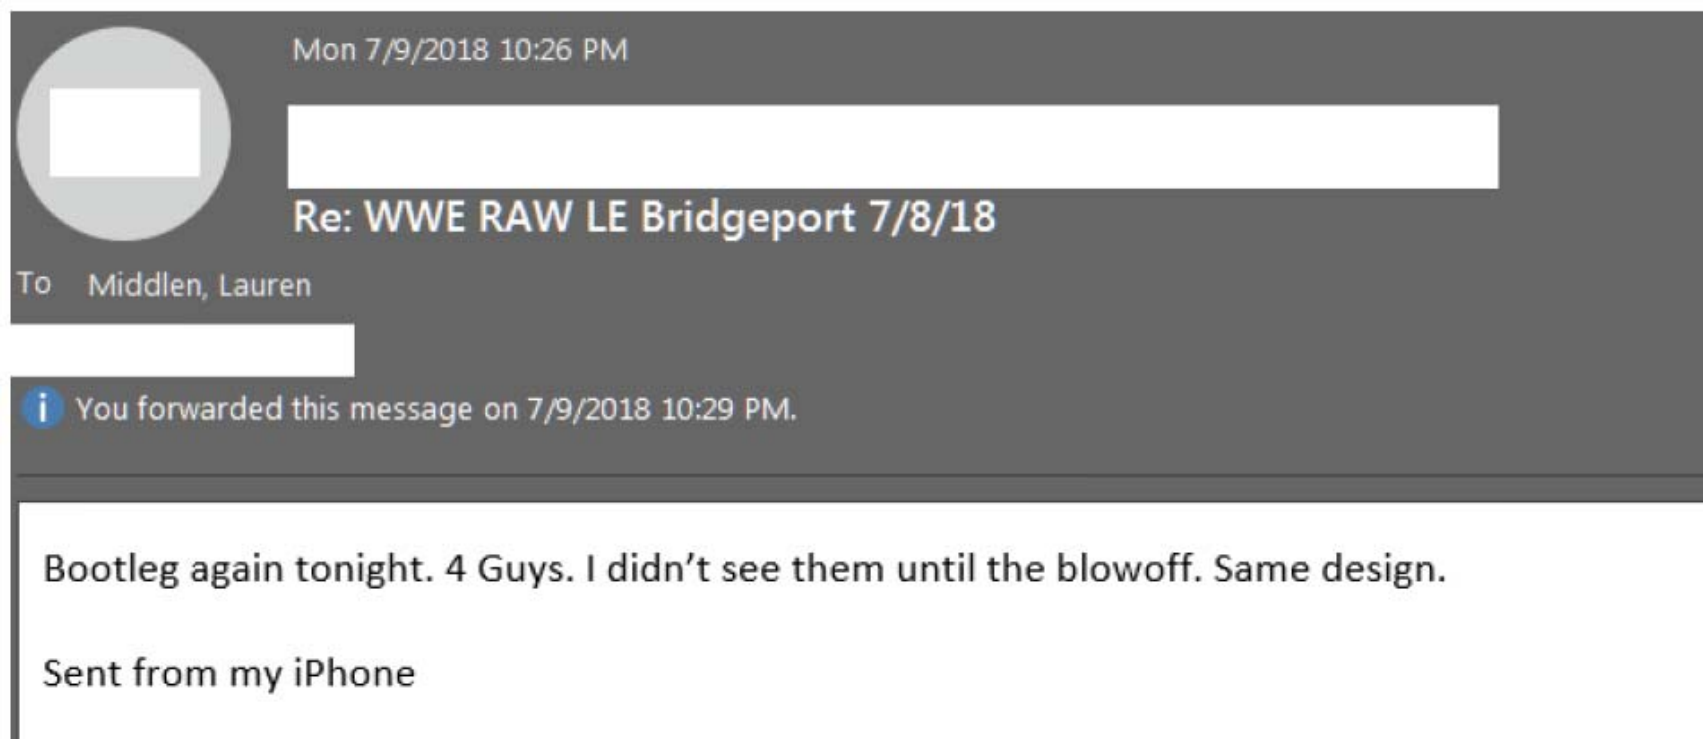 Mon 7/9/2018 10:26 PM
Re: WWE RAW LE Bridgeport 7/8/18
To Middlen, Lauren
i You forwarded this message on 7/9/2018 10:29 PM.
Bootleg again tonight. 4 Guys. I didn't see them until the blowoff. Same design.
Sent from my iPhone